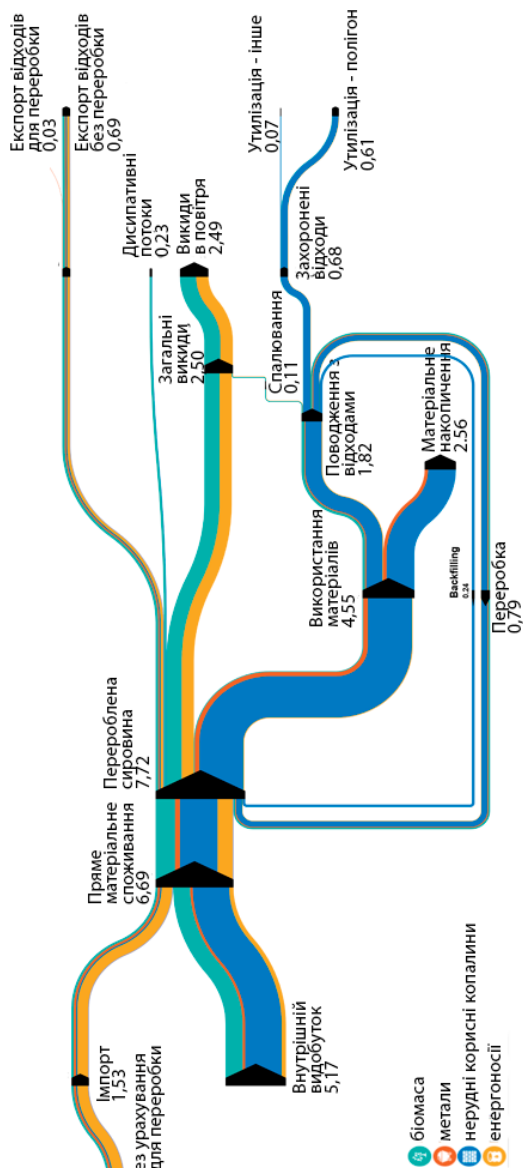 Експорт відходів
для переробки
0,03
Експорт відходів
без переробки
0,69
Дисипативні
потоки
0,23
Викиди
в повітря
2,49
Загальні
викиди
2,50
Утилізація - інше
0,07
Утилізація - полігон
0,61
Захоронені
відходи
0,68
Спалювання
0,11
Поводження з
відходами
1,82
Матеріальне
накопичення
2.56
Використання
матеріалів
4,55
Backfilling
0.24
Переробка
0,79
Перероблена
сировина
7,72
Пряме
матеріальне
споживання
6,69
Імпорт
1,53
урахування
для переробки
Внутрішній
видобуток
5,17
біомаса
метали
нерудні корисні копалини
енергоносії